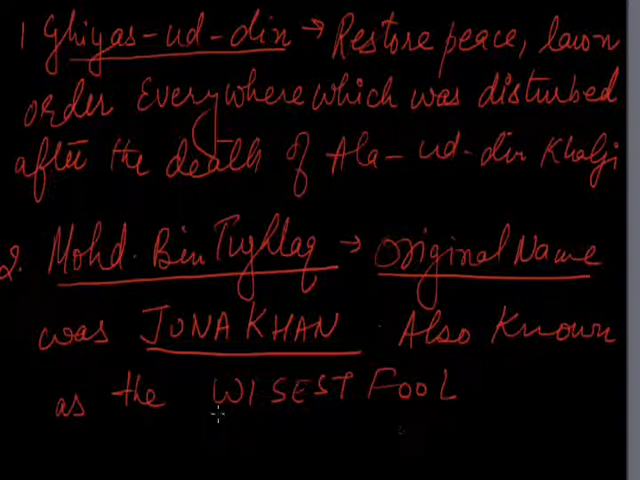 1 Ghiyas-ud-din → Restore peace, law n
order Everywhere which was disturbed
after the death of Ala-ud-din Khalji
2. Mohd. Bin Tughlaq → Original Name
was JUNA KHAN. Also Known
as the WISEST FOOL